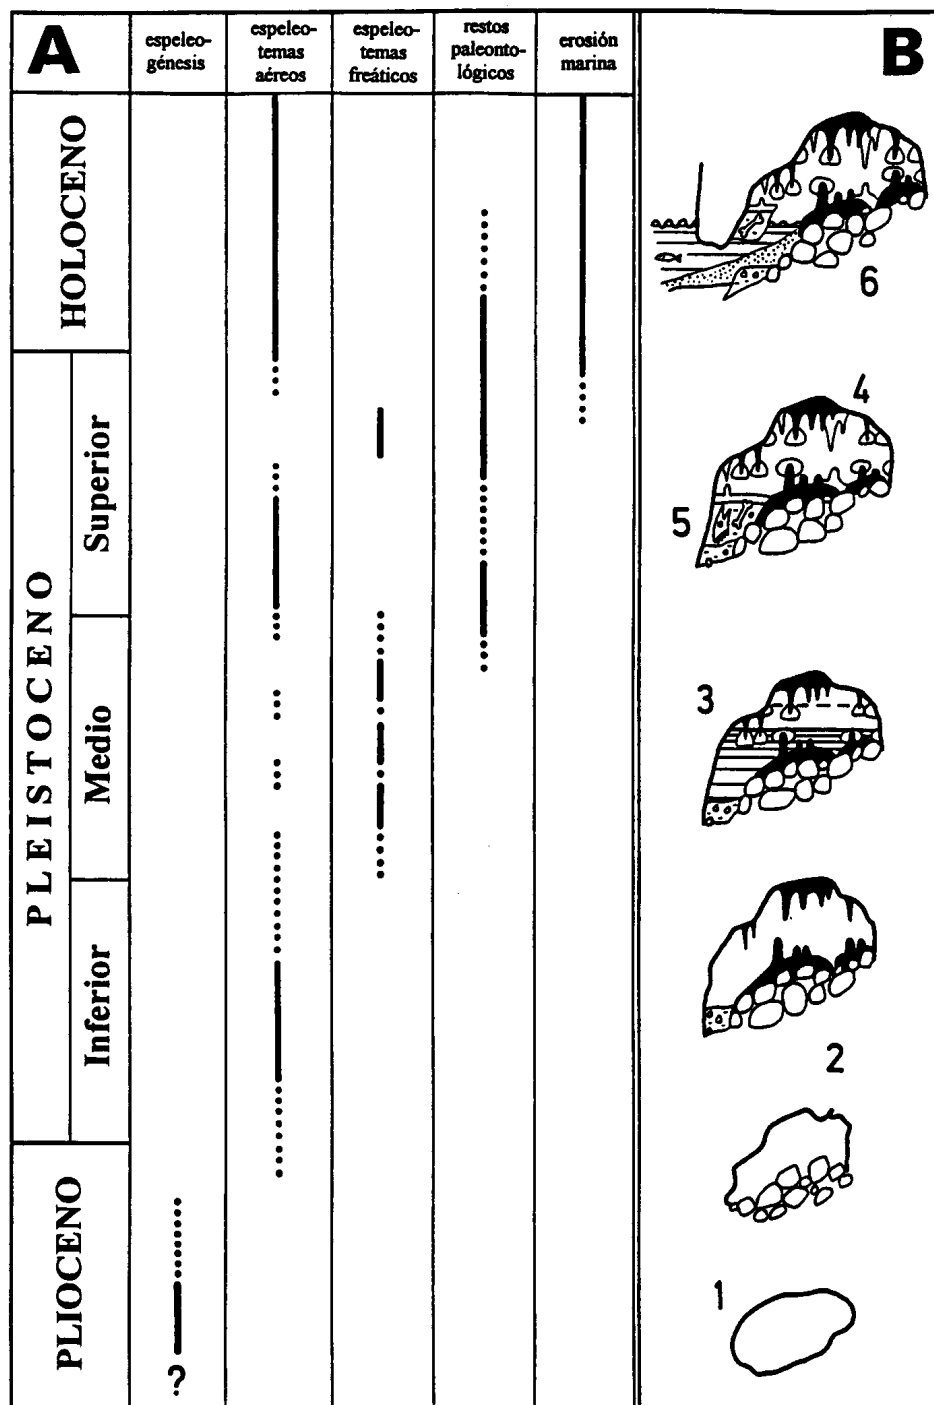 A
espeleo-
génesis
espeleo-
temas
aéreos
espeleo-
temas
freáticos
restos
paleonto-
lógicos
erosión
marina
B
HOLOCENO
PLEISTOCENO
Superior
Medio
Inferior
PLIOCENO
?
6
4
5
3
2
1